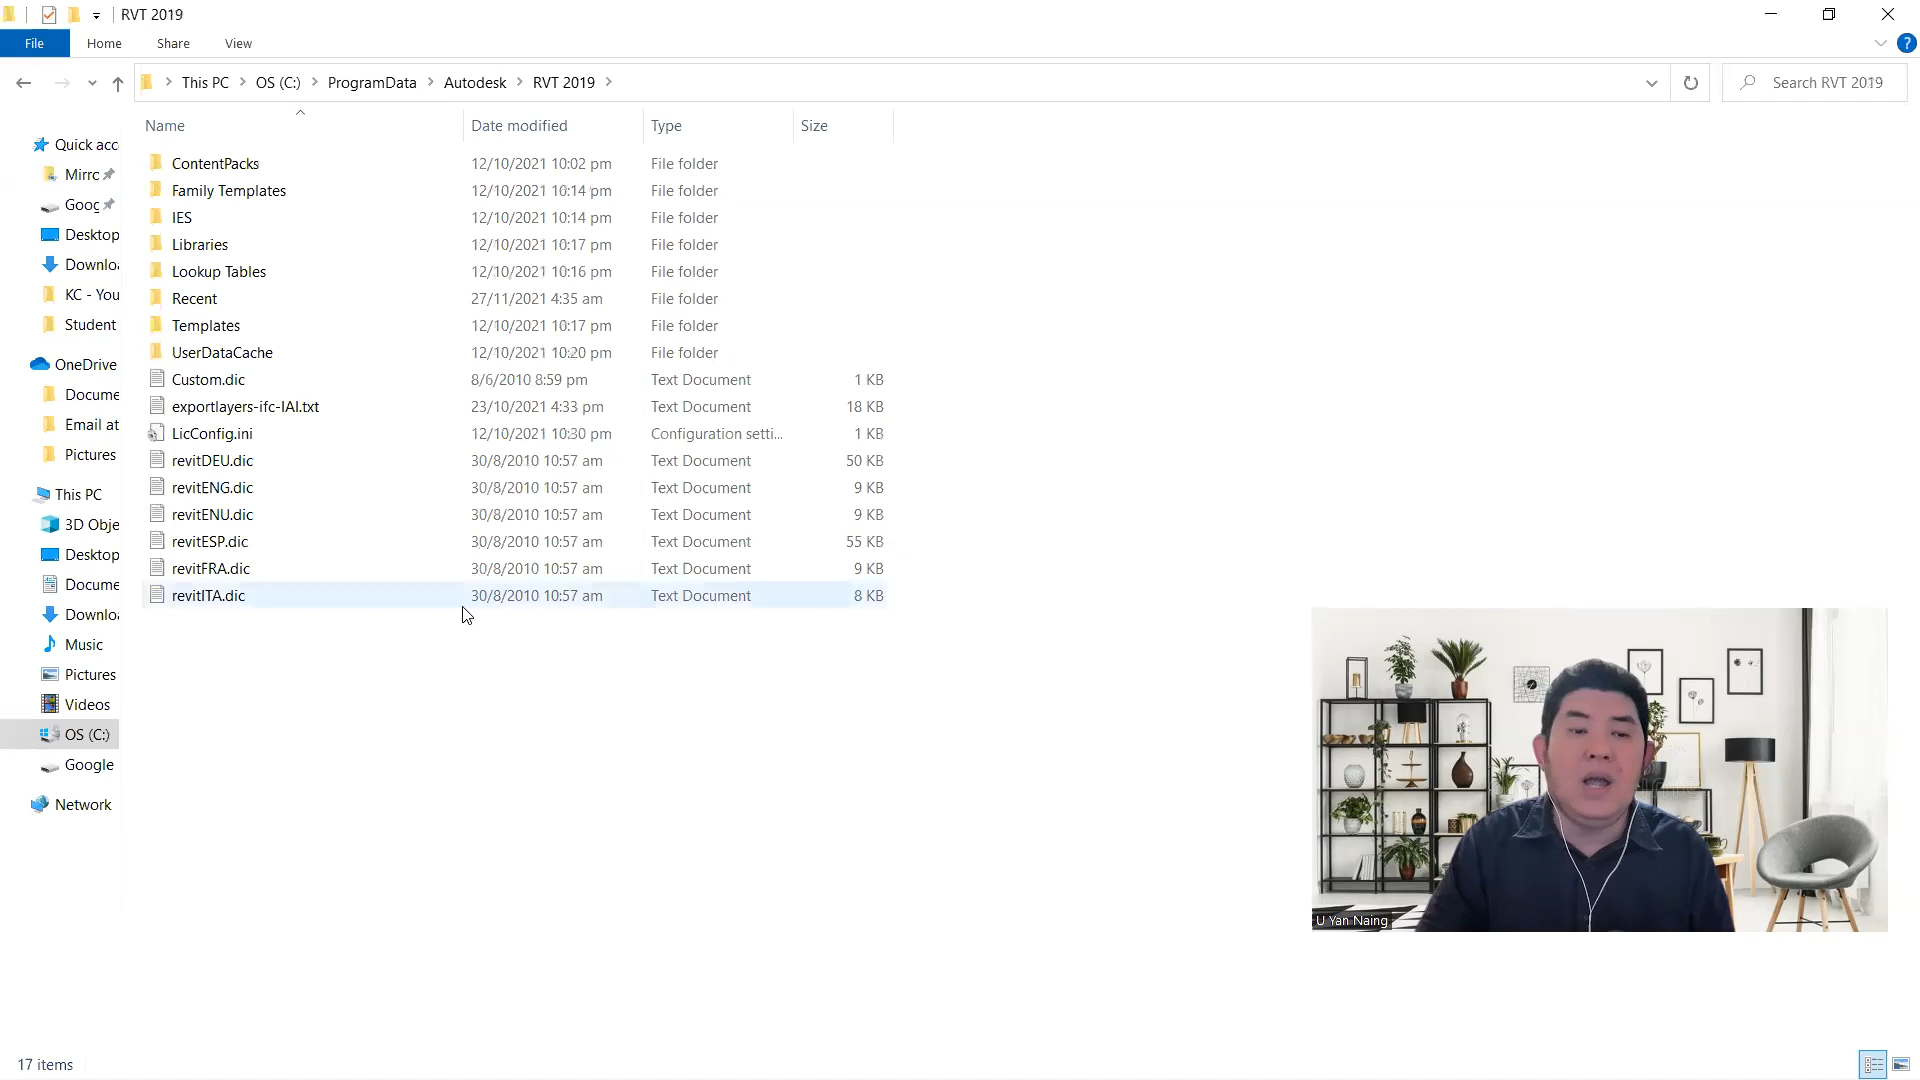 RVT 2019
File Home Share View
This PC OS (C:) ProgramData Autodesk RVT 2019
Search RVT 2019
Name Date modified Type Size
Quick acc
Mirrc
Goog
Desktop
Downloa
KC - You
Student
OneDrive
Docume
Email at
Pictures
This PC
3D Obje
Desktop
Docume
Downloa
Music
Pictures
Videos
OS (C:)
Google
Network
ContentPacks 12/10/2021 10:02 pm File folder
Family Templates 12/10/2021 10:14 pm File folder
IES 12/10/2021 10:14 pm File folder
Libraries 12/10/2021 10:17 pm File folder
Lookup Tables 12/10/2021 10:16 pm File folder
Recent 27/11/2021 4:35 am File folder
Templates 12/10/2021 10:17 pm File folder
UserDataCache 12/10/2021 10:20 pm File folder
Custom.dic 8/6/2010 8:59 pm Text Document 1 KB
exportlayers-ifc-IAI.txt 23/10/2021 4:33 pm Text Document 18 KB
LicConfig.ini 12/10/2021 10:30 pm Configuration setti... 1 KB
revitDEU.dic 30/8/2010 10:57 am Text Document 50 KB
revitENG.dic 30/8/2010 10:57 am Text Document 9 KB
revitENU.dic 30/8/2010 10:57 am Text Document 9 KB
revitESP.dic 30/8/2010 10:57 am Text Document 55 KB
revitFRA.dic 30/8/2010 10:57 am Text Document 9 KB
revitITA.dic 30/8/2010 10:57 am Text Document 8 KB
U Yan Naing
17 items